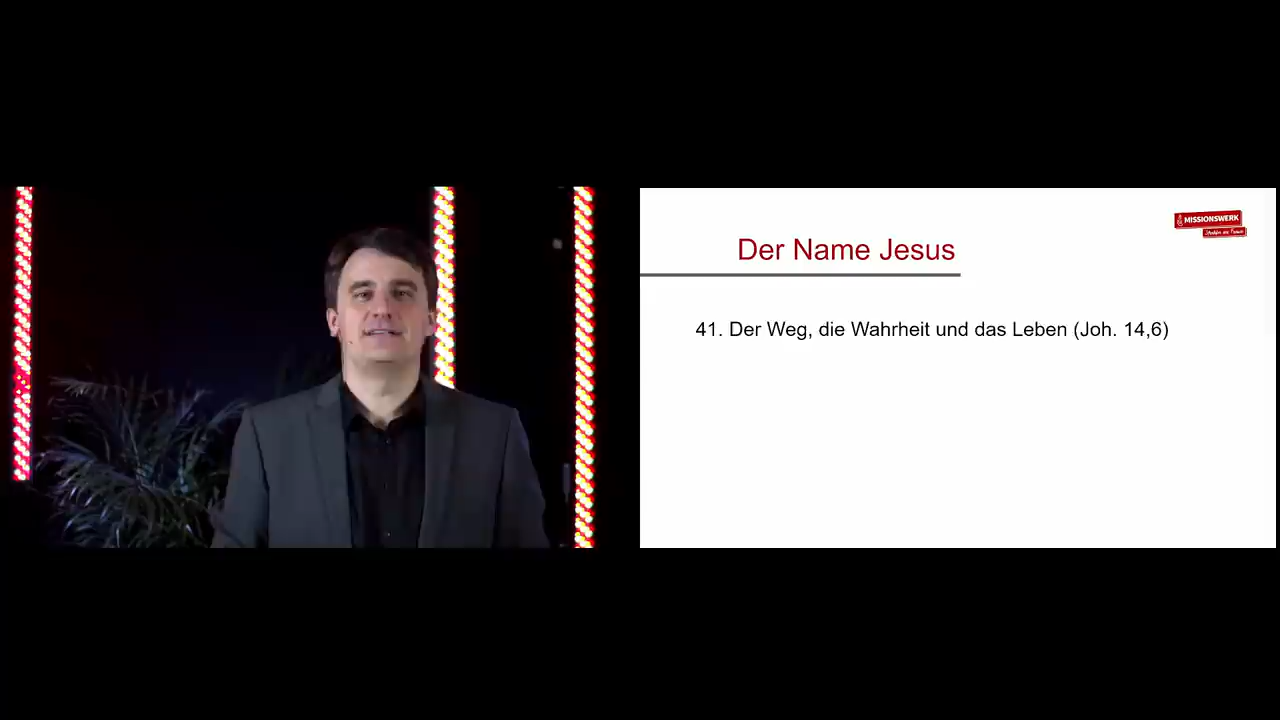 MISSIONSWERK
Der Name Jesus
41. Der Weg, die Wahrheit und das Leben (Joh. 14,6)